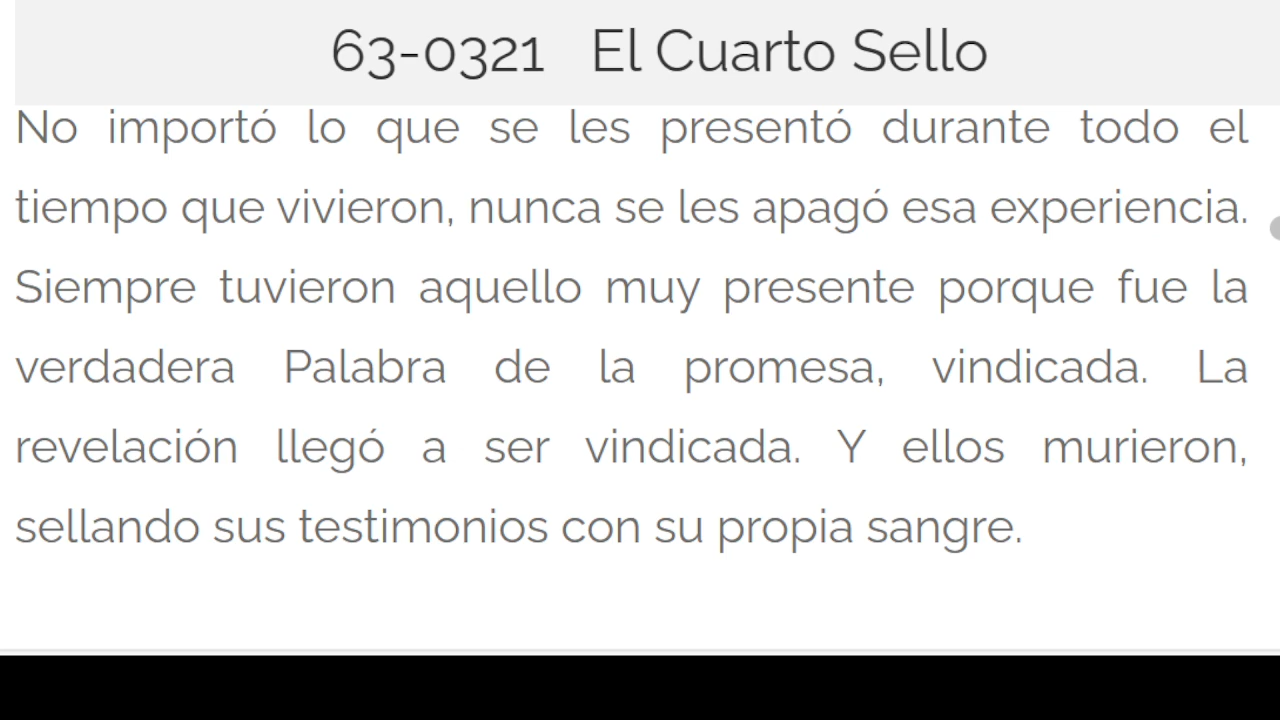 63-0321 El Cuarto Sello
No importó lo que se les presentó durante todo el
tiempo que vivieron, nunca se les apagó esa experiencia.
Siempre tuvieron aquello muy presente porque fue la
verdadera Palabra de la promesa, vindicada. La
revelación llegó a ser vindicada. Y ellos murieron,
sellando sus testimonios con su propia sangre.